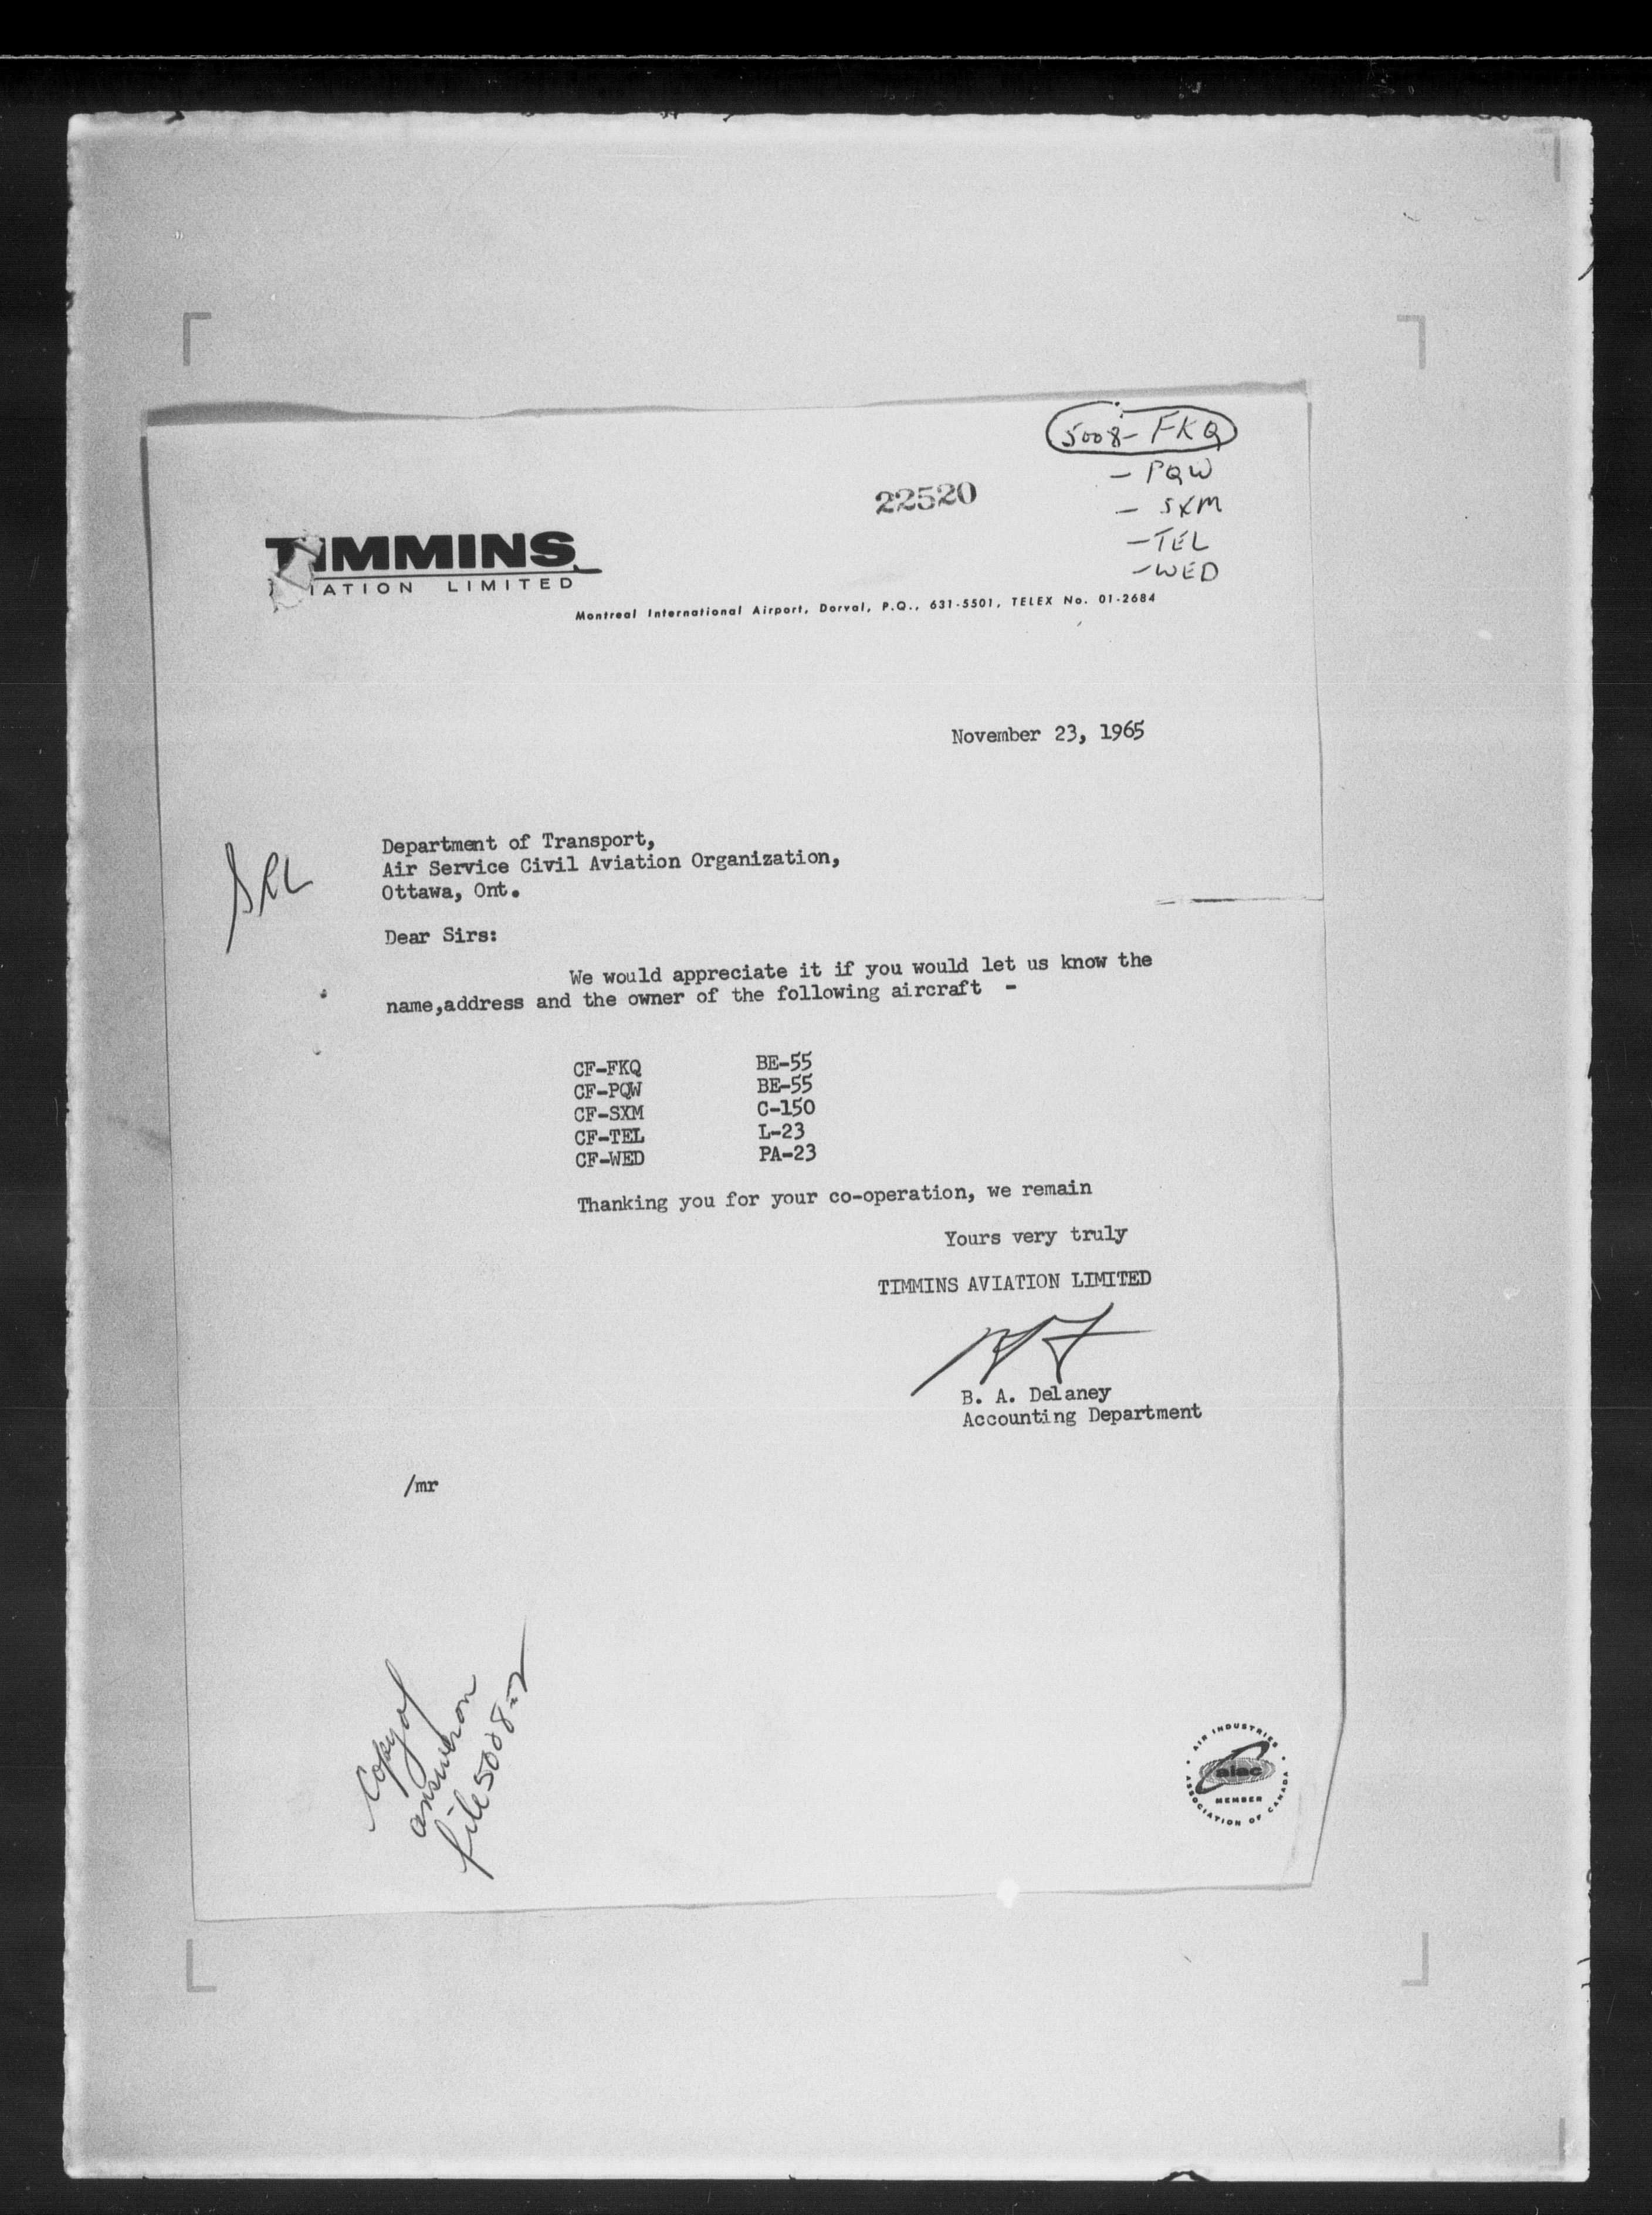 5008- FKQ
- PQW
- SXM
- TEL
- WED
22520
TIMMINS
IATION LIMITED
Montreal International Airport, Dorval, P.Q., 631-5501, TELEX No. 01-2684
November 23, 1965
Department of Transport,
Air Service Civil Aviation Organization,
Ottawa, Ont.
Dear Sirs:
We would appreciate it if you would let us know the
name,address and the owner of the following aircraft -
CF-FKQ BE-55
CF-PQW BE-55
CF-SXM C-150
CF-TEL L-23
CF-WED PA-23
Thanking you for your co-operation, we remain
Yours very truly
TIMMINS AVIATION LIMITED
B. A. Delaney
Accounting Department
/mr
Copy of
answer on
file 5008-2
AIR INDUSTRIES
aiac
MEMBER
ASSOCIATION OF CANADA